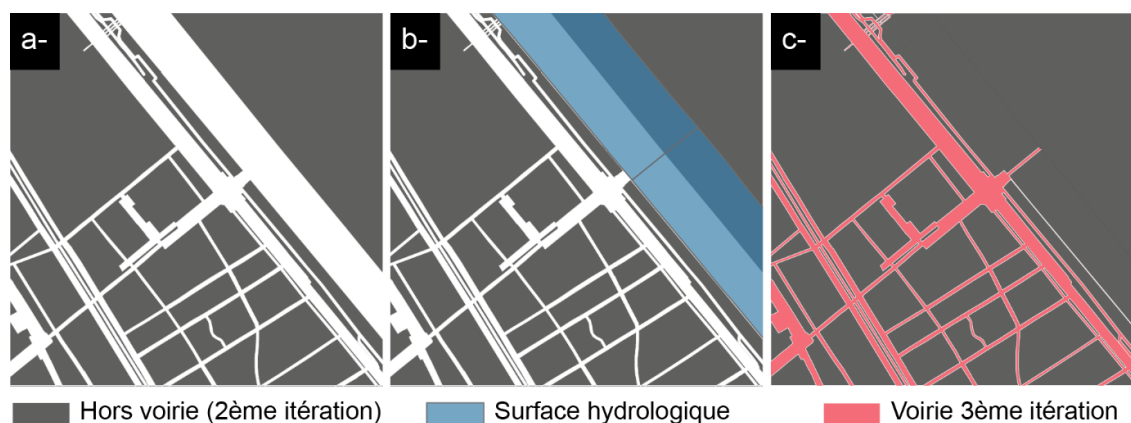 a-
b-
c-
Hors voirie (2ème itération)
Surface hydrologique
Voirie 3ème itération